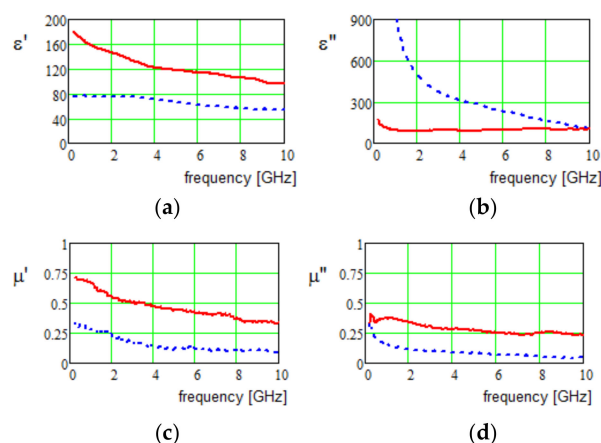 200
160
ε'
120
80
40
0
0 2 4 6 8 10
frequency [GHz]
(a)
900
ε''
600
300
0
0 2 4 6 8 10
frequency [GHz]
(b)
1
μ'
0.75
0.5
0.25
0
0 2 4 6 8 10
frequency [GHz]
(c)
1
μ''
0.75
0.5
0.25
0
0 2 4 6 8 10
frequency [GHz]
(d)